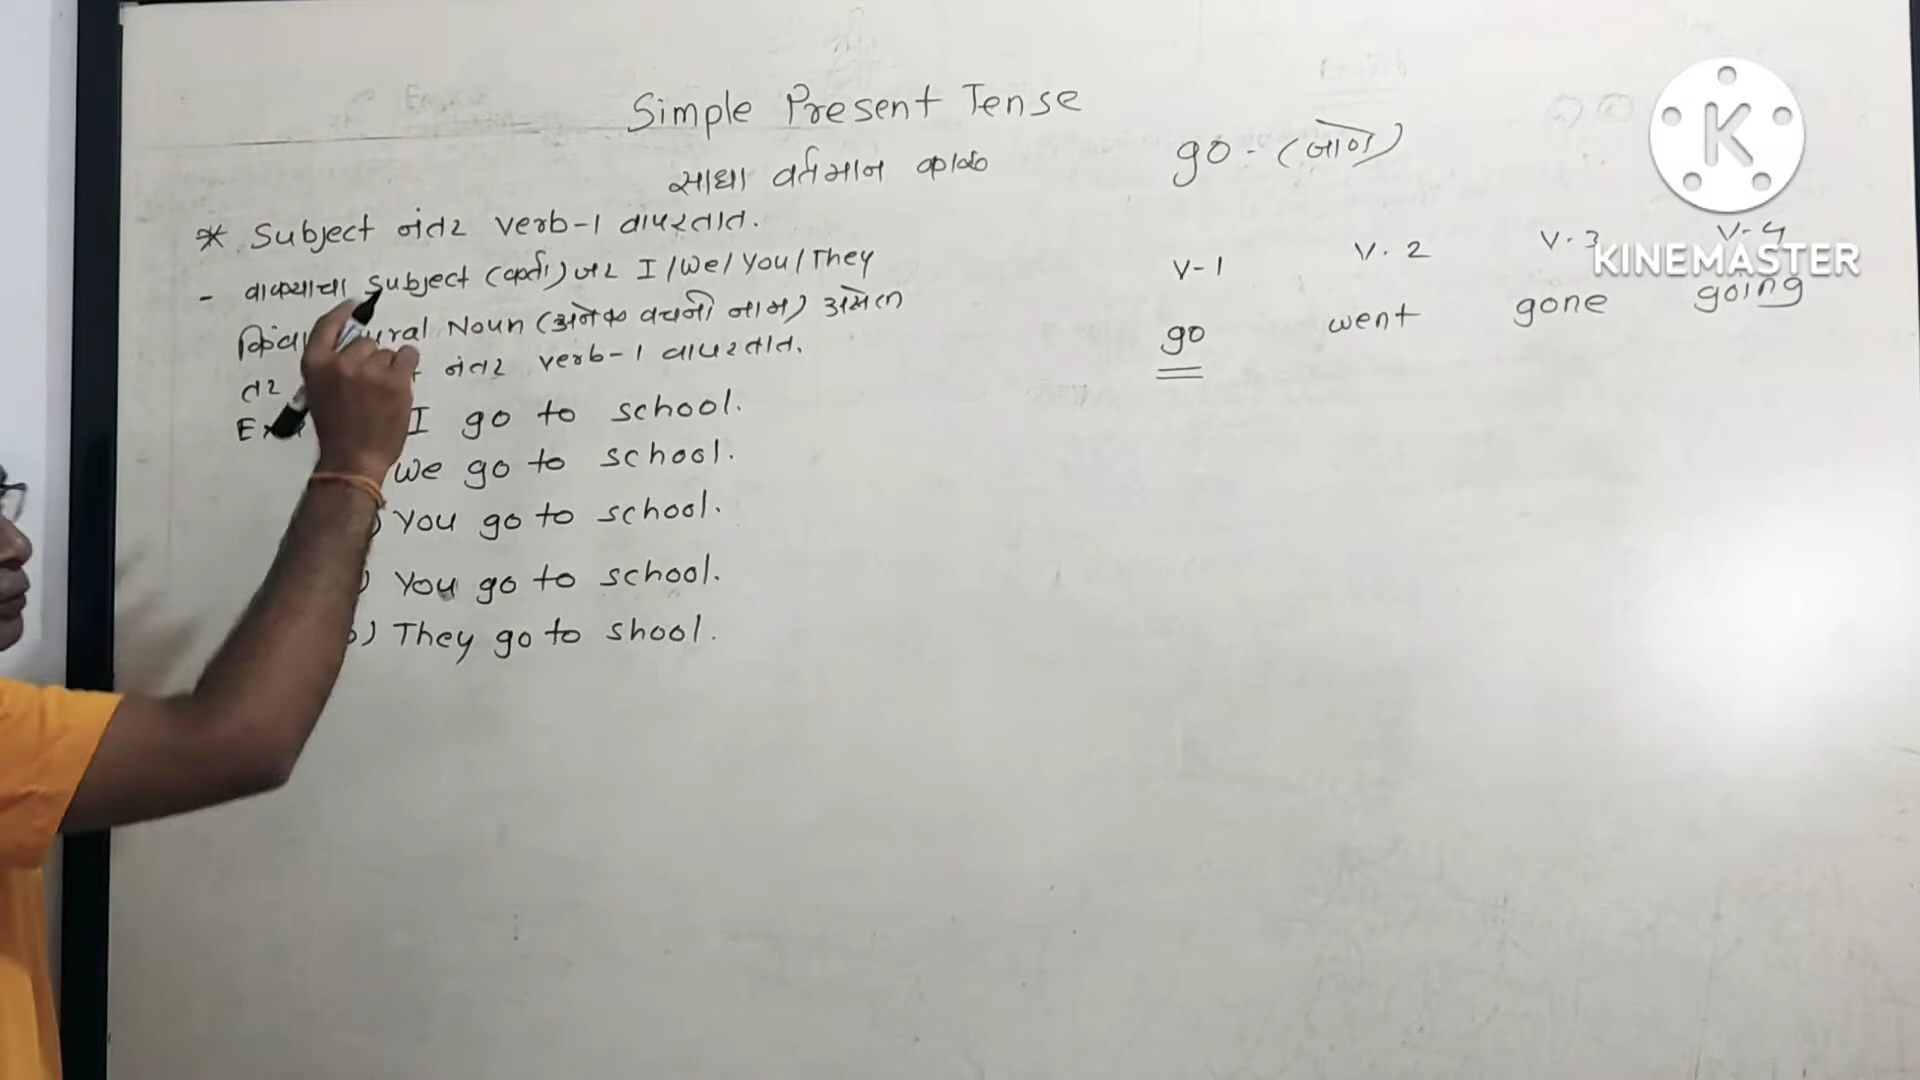 Simple Present Tense
साधा वर्तमान काळ
* Subject नंतर verb-1 वापरतात.
- वाक्याचा subject (कर्ता) जर I/We/You/They
किंवा Noun (अनेक वचनी नाम) असेल
तर नंतर verb-1 वापरतात.
I go to school.
We go to school.
You go to school.
You go to school.
They go to shool.
go - (जाणे)
V-1 V.2 V.3 V-4
go went gone going
KINEMASTER